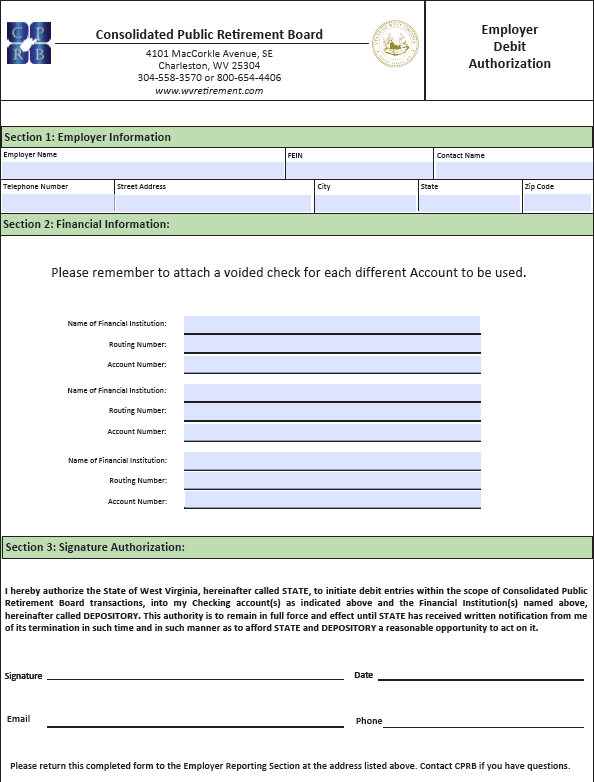 C P
R B
Consolidated Public Retirement Board
4101 MacCorkle Avenue, SE
Charleston, WV 25304
304-558-3570 or 800-654-4406
www.wvretirement.com
Employer
Debit
Authorization
Section 1: Employer Information
Employer Name FEIN Contact Name
Telephone Number Street Address City State Zip Code
Section 2: Financial Information:
Please remember to attach a voided check for each different Account to be used.
Name of Financial Institution:
Routing Number:
Account Number:
Name of Financial Institution:
Routing Number:
Account Number:
Name of Financial Institution:
Routing Number:
Account Number:
Section 3: Signature Authorization:
I hereby authorize the State of West Virginia, hereinafter called STATE, to initiate debit entries within the scope of Consolidated Public
Retirement Board transactions, into my Checking account(s) as indicated above and the Financial Institution(s) named above,
hereinafter called DEPOSITORY. This authority is to remain in full force and effect until STATE has received written notification from me
of its termination in such time and in such manner as to afford STATE and DEPOSITORY a reasonable opportunity to act on it.
Signature Date
Email Phone
Please return this completed form to the Employer Reporting Section at the address listed above. Contact CPRB if you have questions.